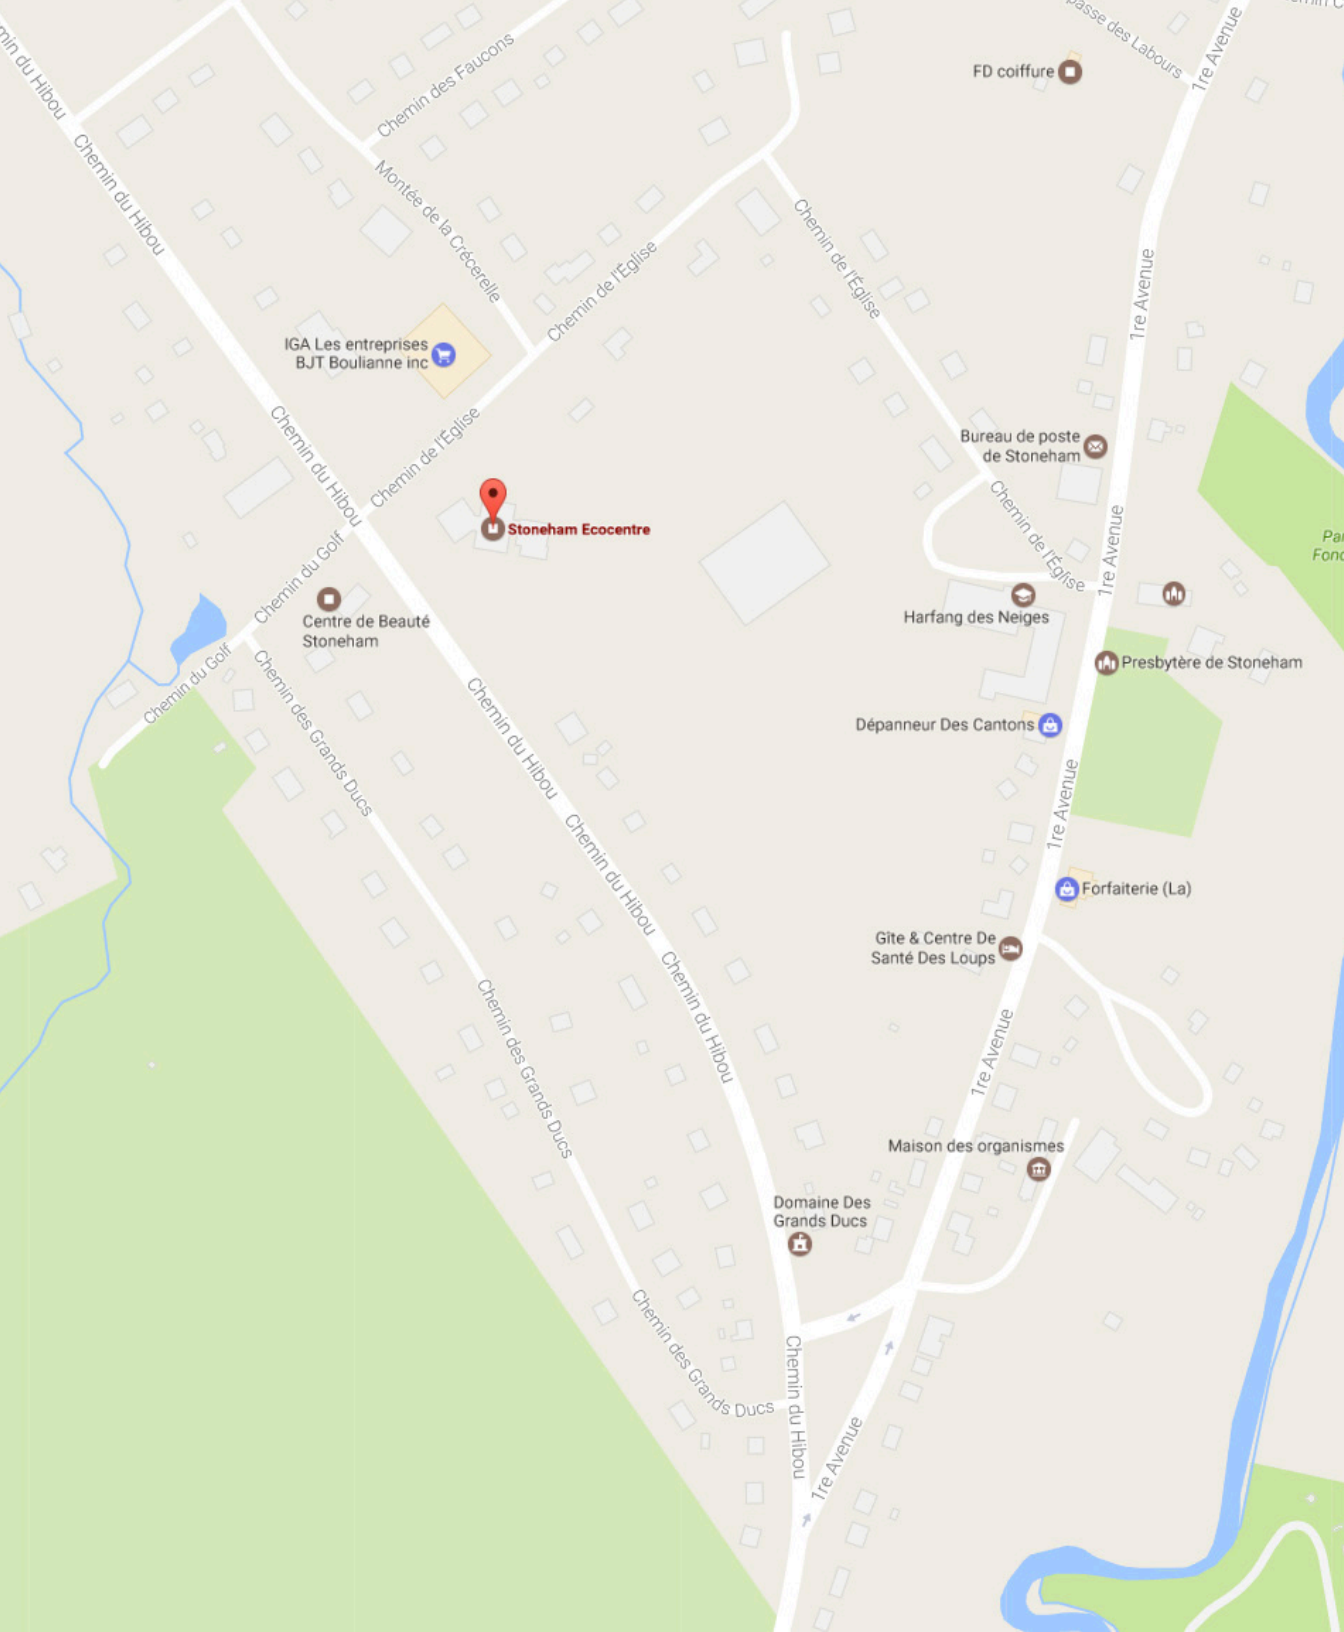 passe des Labours
1re Avenue
FD coiffure
min du Hibou
Chemin des Faucons
Chemin du Hibou
Montée de la Crécerelle
Chemin de l'Église
Chemin de l'Église
1re Avenue
IGA Les entreprises
BJT Boulianne inc
Chemin du Hibou
Chemin de l'Église
Bureau de poste
de Stoneham
Stoneham Ecocentre
Chemin de l'Église
1re Avenue
Chemin du Golf
Centre de Beauté
Stoneham
Harfang des Neiges
Chemin du Golf
Presbytère de Stoneham
Chemin des Grands Ducs
Chemin du Hibou
Dépanneur Des Cantons
1re Avenue
Chemin du Hibou
Forfaiterie (La)
Gîte & Centre De
Santé Des Loups
Chemin du Hibou
Chemin des Grands Ducs
1re Avenue
Maison des organismes
Domaine Des
Grands Ducs
Chemin des Grands Ducs
Chemin du Hibou
1re Avenue